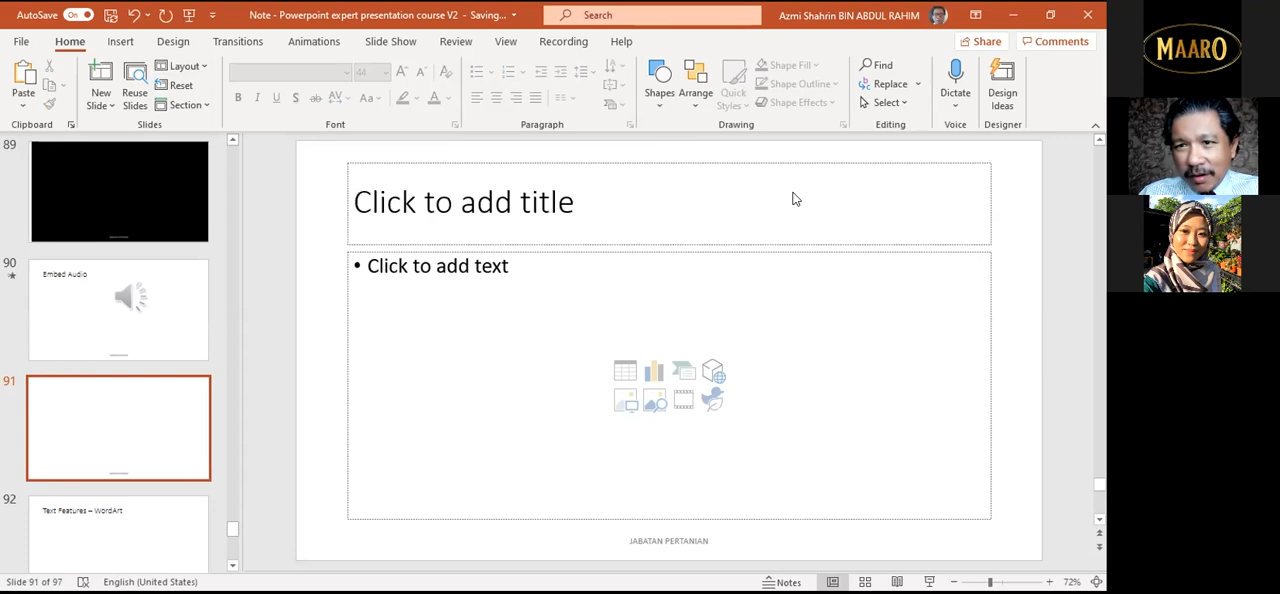 AutoSave On Note - Powerpoint expert presentation course V2 - Saving... Search Azmi Shahrin BIN ABDUL RAHIM
File Home Insert Design Transitions Animations Slide Show Review View Recording Help Share Comments
Paste
Clipboard
New Slide
Reuse Slides
Layout
Reset
Section
Slides
44
Font
Paragraph
Shapes
Arrange
Quick Styles
Shape Fill
Shape Outline
Shape Effects
Drawing
Find
Replace
Select
Editing
Dictate
Voice
Design Ideas
Designer
89
90
Embed Audio
91
92
Text Features – WordArt
Click to add title
• Click to add text
JABATAN PERTANIAN
Slide 91 of 97 English (United States) Notes 72%
MAARO